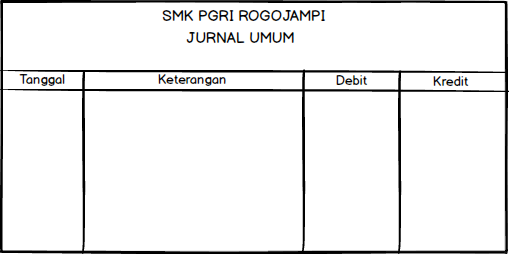 SMK PGRI ROGOJAMPI
JURNAL UMUM
Tanggal Keterangan Debit Kredit